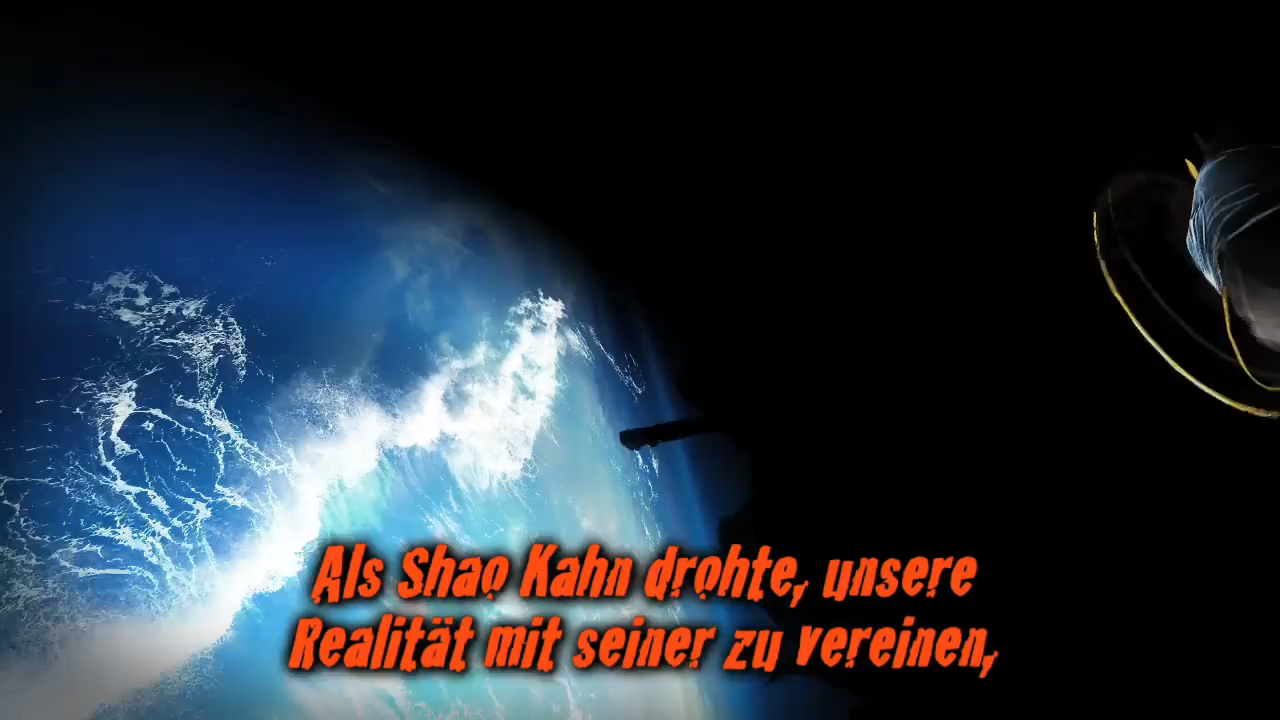 Als Shao Kahn drohte, unsere
Realität mit seiner zu vereinen,